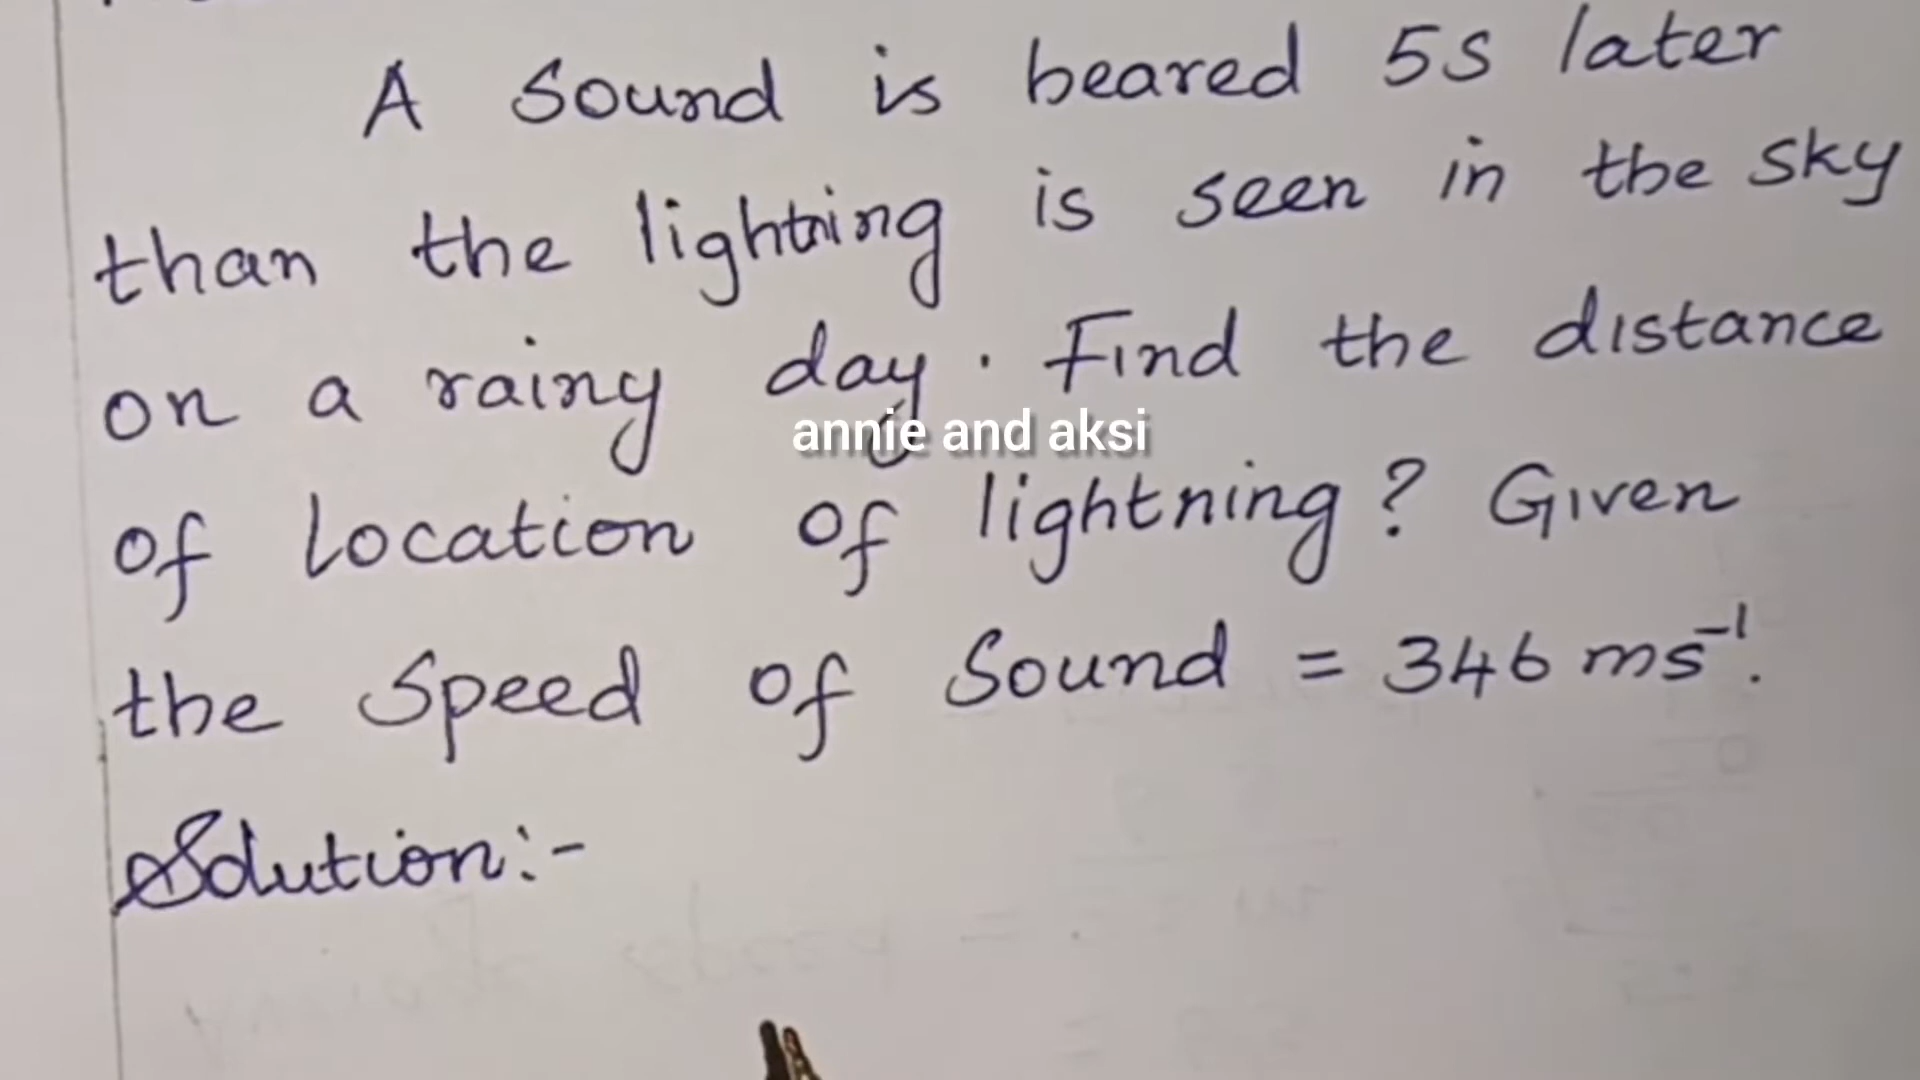 A Sound is heared 5s later
than the lightning is seen in the sky
on a rainy day. Find the distance
annie and aksi
of location of lightning? Given
the Speed of Sound = 346 ms⁻¹.
Solution:-